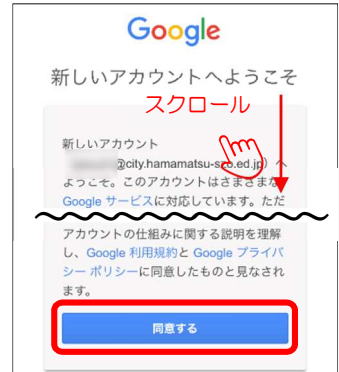 Google
新しいアカウントへようこそ
スクロール
新しいアカウント
@city.hamamatsu-szo.ed.jp）へ
ようこそ。このアカウントはさまざまな
Google サービスに対応しています。ただ
アカウントの仕組みに関する説明を理解
し、Google 利用規約と Google プライバ
シー ポリシーに同意したものと見なされ
ます。
同意する